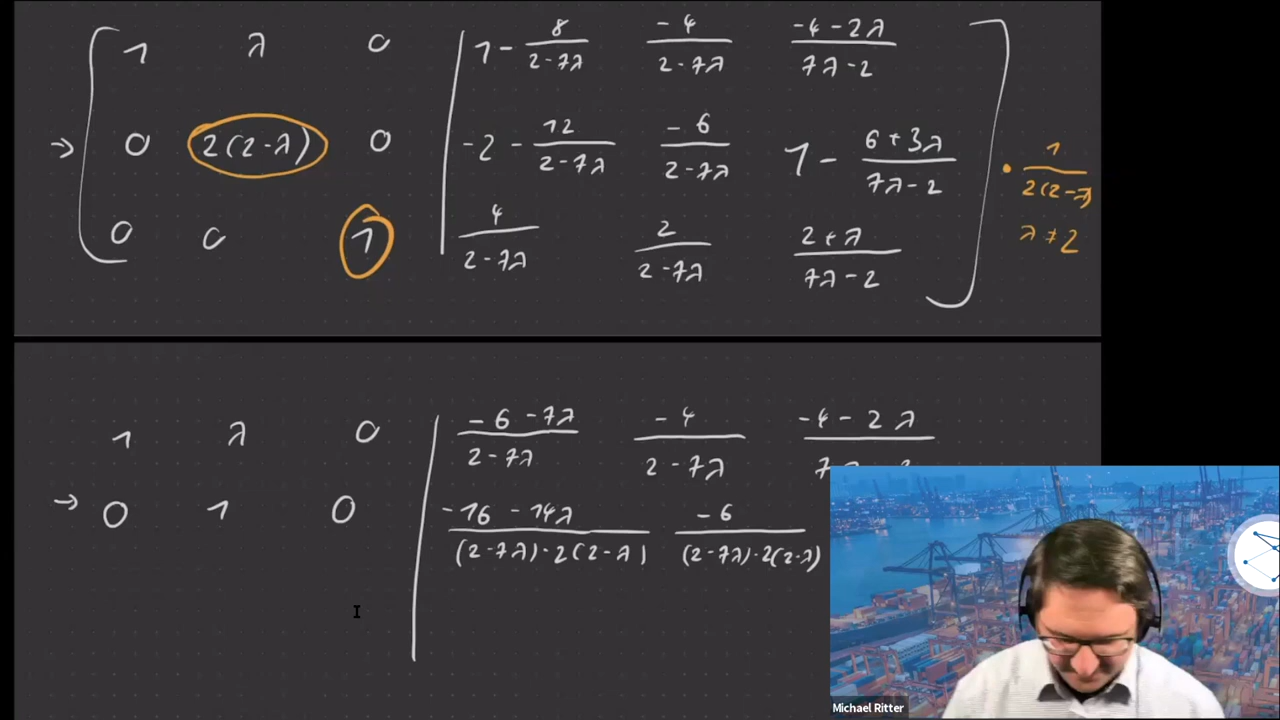 1 λ 0 | 1 - 8/(2-7λ) -4/(2-7λ) (-4-2λ)/(7λ-2)
→ 0 2(2-λ) 0 | -2 - 12/(2-7λ) -6/(2-7λ) 1 - (6+3λ)/(7λ-2) · 1/(2(2-λ))
0 0 1 | 4/(2-7λ) 2/(2-7λ) (2+λ)/(7λ-2) λ≠2
1 λ 0 | (-6-7λ)/(2-7λ) -4/(2-7λ) -4-2λ
→ 0 1 0 | (-16-14λ)/((2-7λ)·2(2-λ)) -6/((2-7λ)·2(2-λ))
Michael Ritter